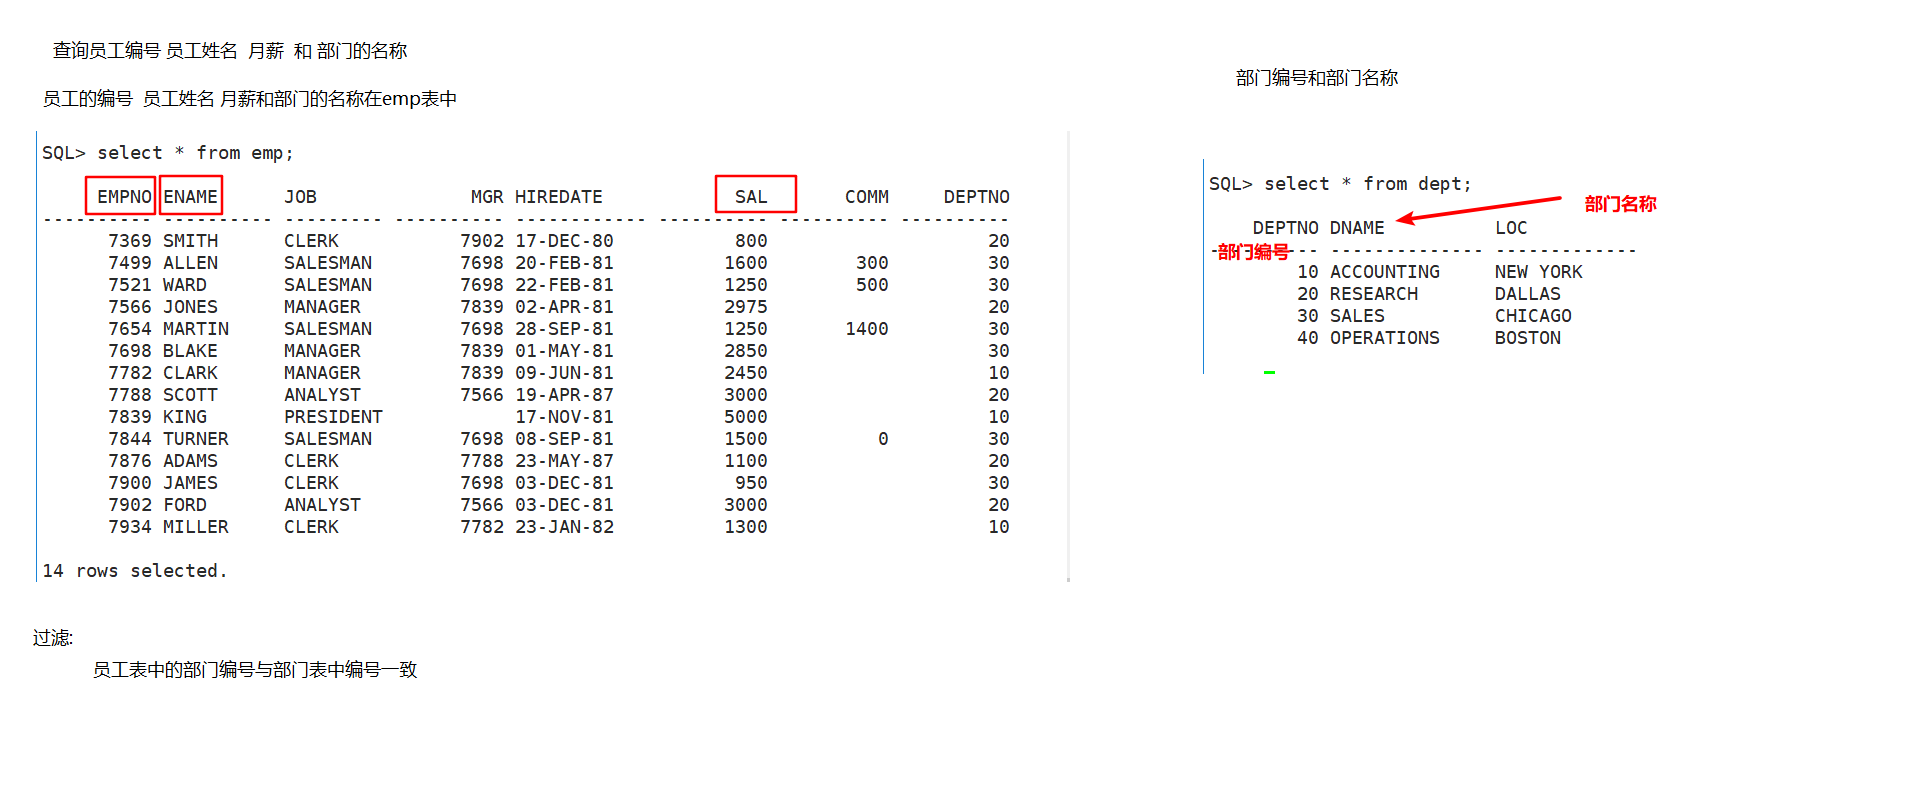 查询员工编号 员工姓名  月薪  和 部门的名称
员工的编号  员工姓名 月薪和部门的名称在emp表中
SQL> select * from emp;
     EMPNO ENAME      JOB              MGR HIREDATE            SAL       COMM     DEPTNO
---------- ---------- --------- ---------- ------------ ---------- ---------- ----------
      7369 SMITH      CLERK           7902 17-DEC-80           800                    20
      7499 ALLEN      SALESMAN        7698 20-FEB-81          1600        300         30
      7521 WARD       SALESMAN        7698 22-FEB-81          1250        500         30
      7566 JONES      MANAGER         7839 02-APR-81          2975                    20
      7654 MARTIN     SALESMAN        7698 28-SEP-81          1250       1400         30
      7698 BLAKE      MANAGER         7839 01-MAY-81          2850                    30
      7782 CLARK      MANAGER         7839 09-JUN-81          2450                    10
      7788 SCOTT      ANALYST         7566 19-APR-87          3000                    20
      7839 KING       PRESIDENT            17-NOV-81          5000                    10
      7844 TURNER     SALESMAN        7698 08-SEP-81          1500          0         30
      7876 ADAMS      CLERK           7788 23-MAY-87          1100                    20
      7900 JAMES      CLERK           7698 03-DEC-81           950                    30
      7902 FORD       ANALYST         7566 03-DEC-81          3000                    20
      7934 MILLER     CLERK           7782 23-JAN-82          1300                    10
14 rows selected.
过滤:
员工表中的部门编号与部门表中编号一致
部门编号和部门名称
SQL> select * from dept;
部门名称
    DEPTNO DNAME          LOC
---------- -------------- -------------
部门编号
        10 ACCOUNTING     NEW YORK
        20 RESEARCH       DALLAS
        30 SALES          CHICAGO
        40 OPERATIONS     BOSTON